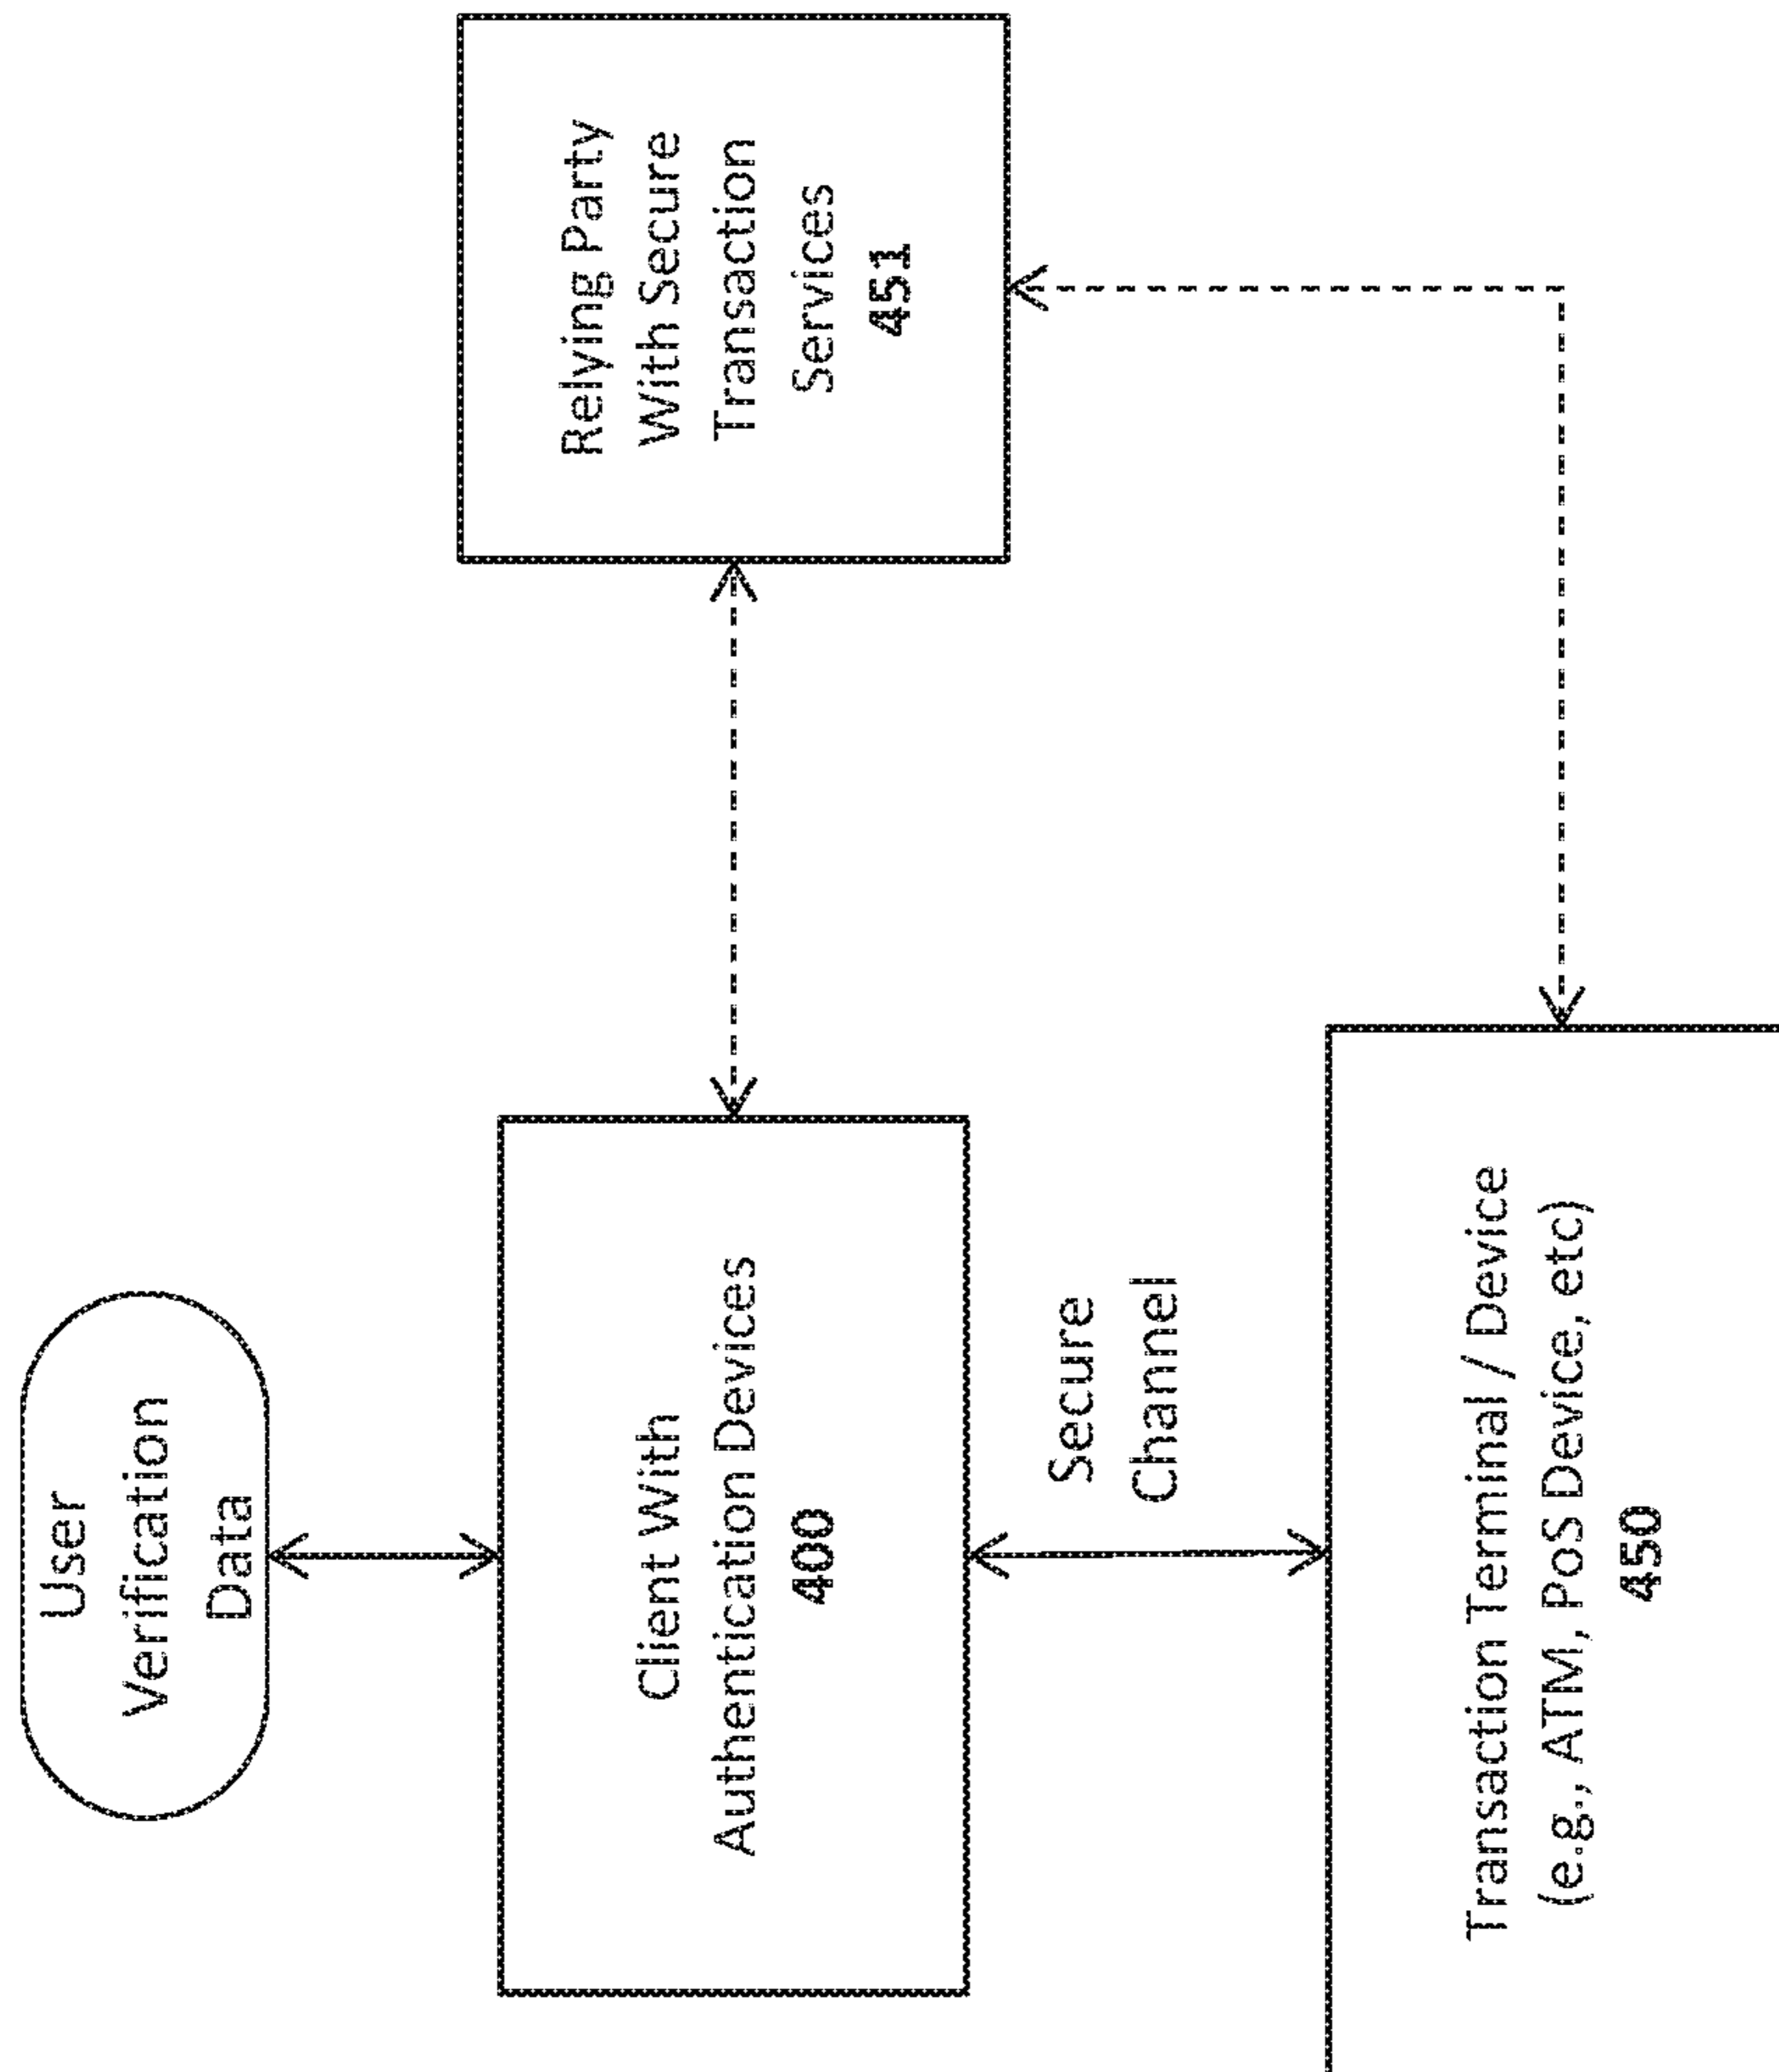 User
Verification
Data
Client With
Authentication Devices
400
Relying Party
With Secure
Transaction
Services
451
Secure
Channel
Transaction Terminal / Device
(e.g., ATM, PoS Device, etc)
450